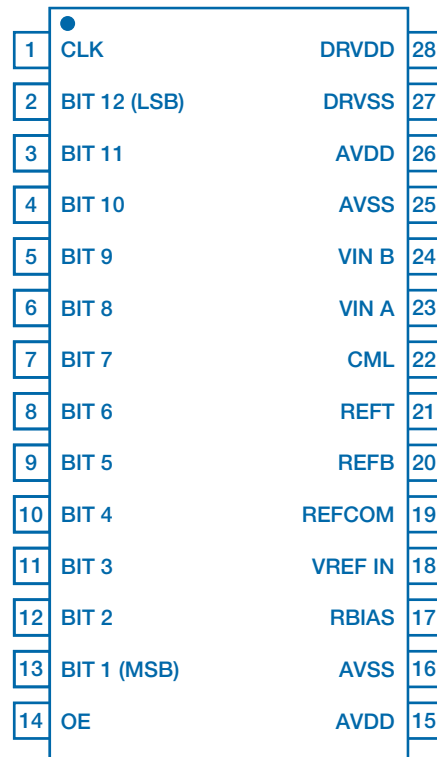 1 CLK DRVDD 28
2 BIT 12 (LSB) DRVSS 27
3 BIT 11 AVDD 26
4 BIT 10 AVSS 25
5 BIT 9 VIN B 24
6 BIT 8 VIN A 23
7 BIT 7 CML 22
8 BIT 6 REFT 21
9 BIT 5 REFB 20
10 BIT 4 REFCOM 19
11 BIT 3 VREF IN 18
12 BIT 2 RBIAS 17
13 BIT 1 (MSB) AVSS 16
14 OE AVDD 15